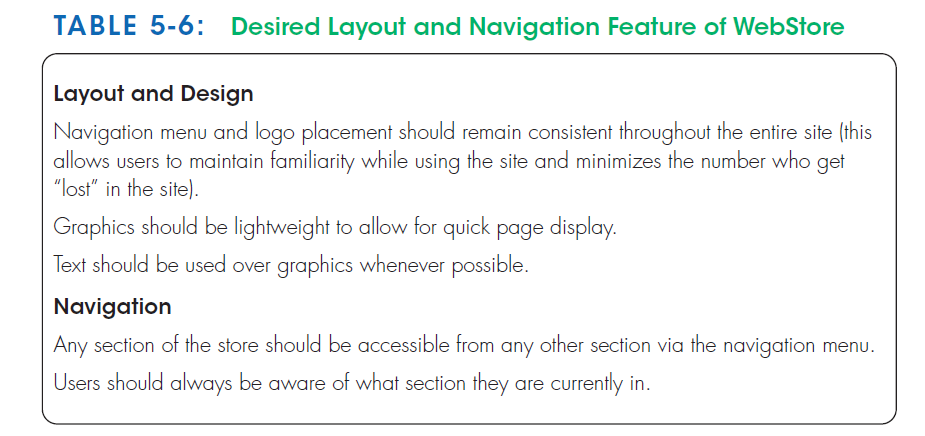 TABLE 5-6: Desired Layout and Navigation Feature of WebStore
Layout and Design
Navigation menu and logo placement should remain consistent throughout the entire site (this
allows users to maintain familiarity while using the site and minimizes the number who get
“lost” in the site).
Graphics should be lightweight to allow for quick page display.
Text should be used over graphics whenever possible.
Navigation
Any section of the store should be accessible from any other section via the navigation menu.
Users should always be aware of what section they are currently in.